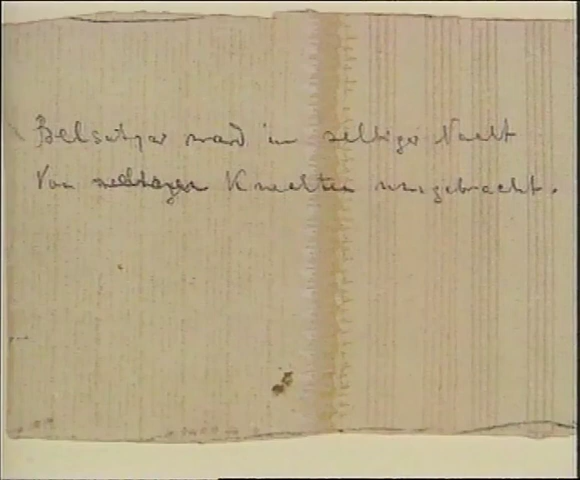 Belsatzar ward in selbiger Nacht
Von Knechten umgebracht.